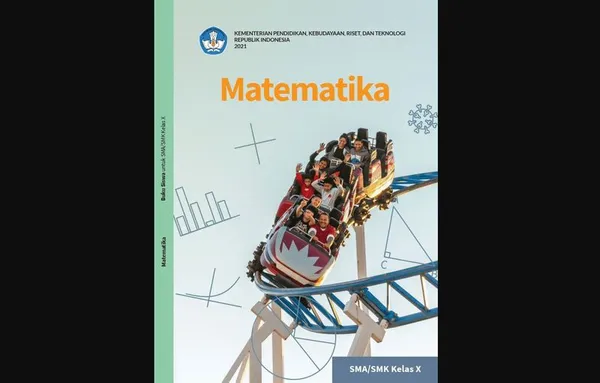 KEMENTERIAN PENDIDIKAN, KEBUDAYAAN, RISET, DAN TEKNOLOGI
REPUBLIK INDONESIA
2021
Matematika
Matematika
Buku Siswa untuk SMA/SMK Kelas X
C
SMA/SMK Kelas X